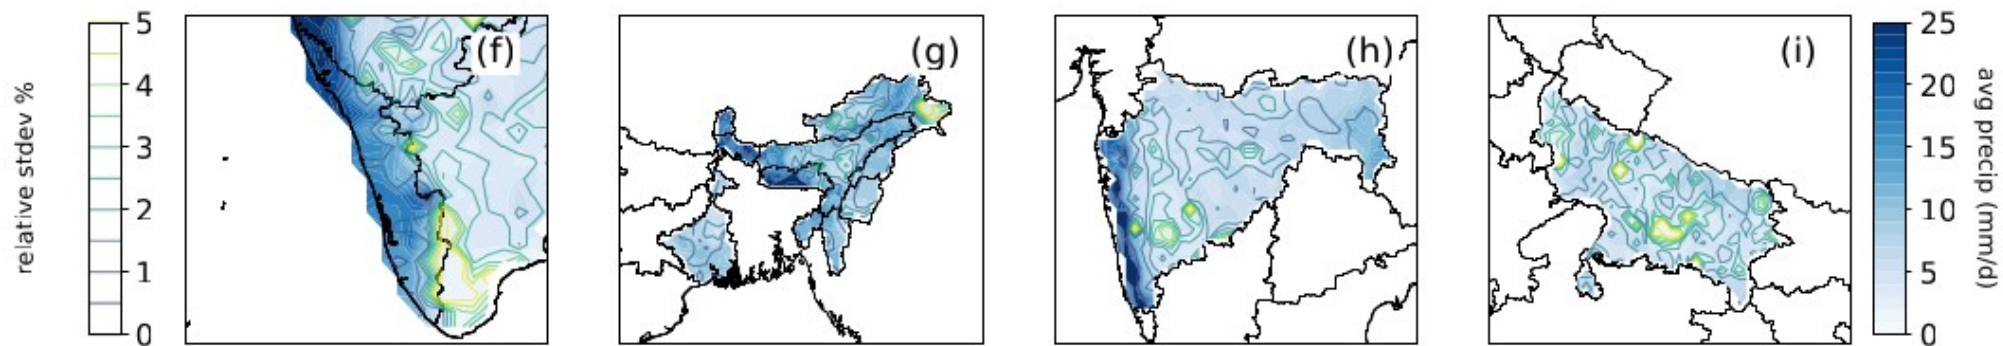 relative stdev %
5
4
3
2
1
0
(f)
(g)
(h)
(i)
25
20
15
10
5
0
avg precip (mm/d)